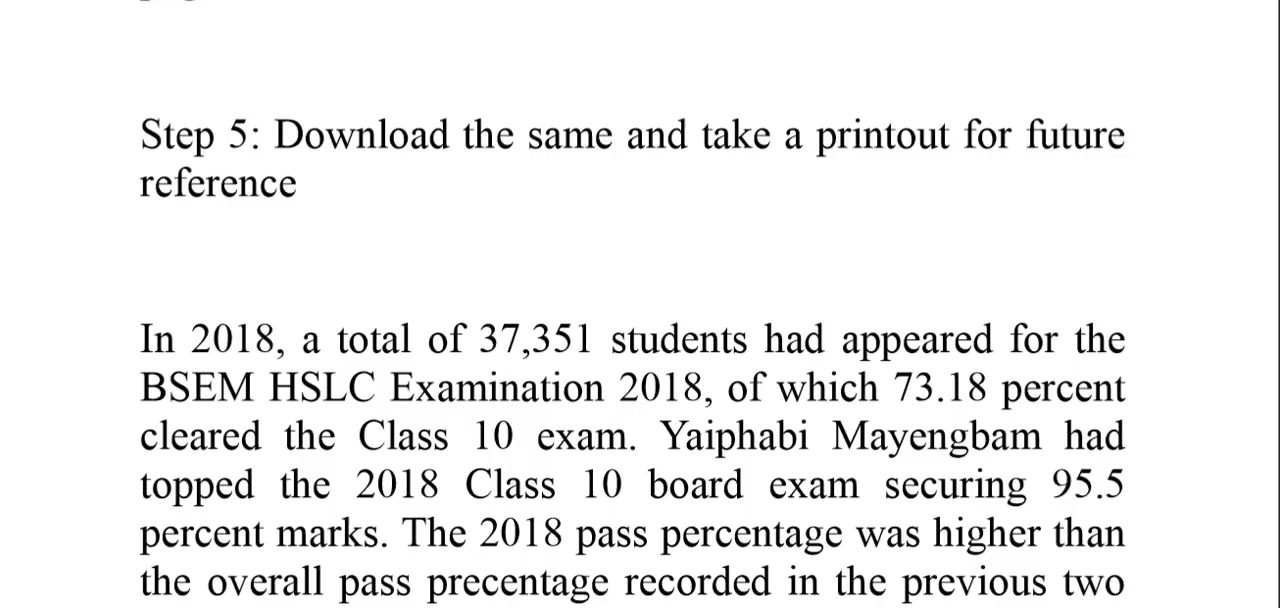 Step 5: Download the same and take a printout for future
reference
In 2018, a total of 37,351 students had appeared for the
BSEM HSLC Examination 2018, of which 73.18 percent
cleared the Class 10 exam. Yaiphabi Mayengbam had
topped the 2018 Class 10 board exam securing 95.5
percent marks. The 2018 pass percentage was higher than
the overall pass precentage recorded in the previous two